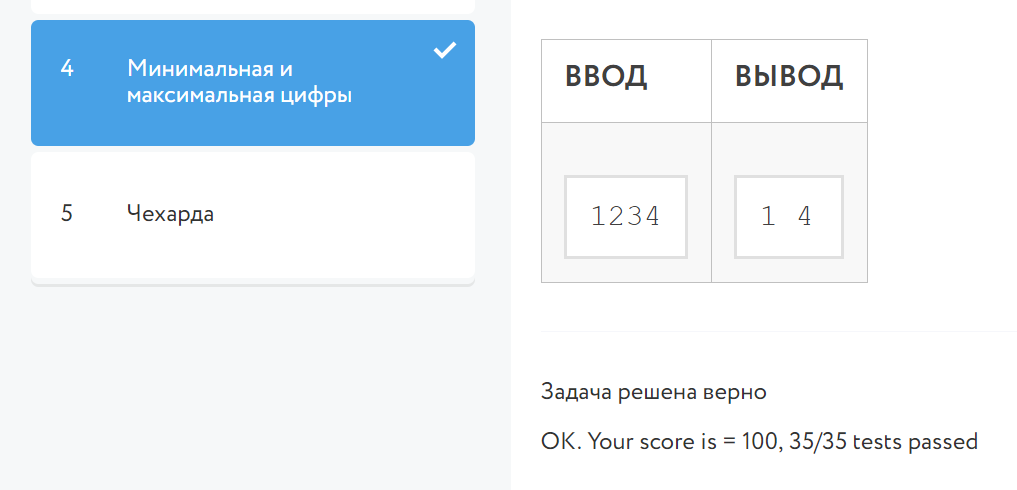 4 Минимальная и
максимальная цифры
5 Чехарда
ВВОД ВЫВОД
1234 1 4
Задача решена верно
OK. Your score is = 100, 35/35 tests passed